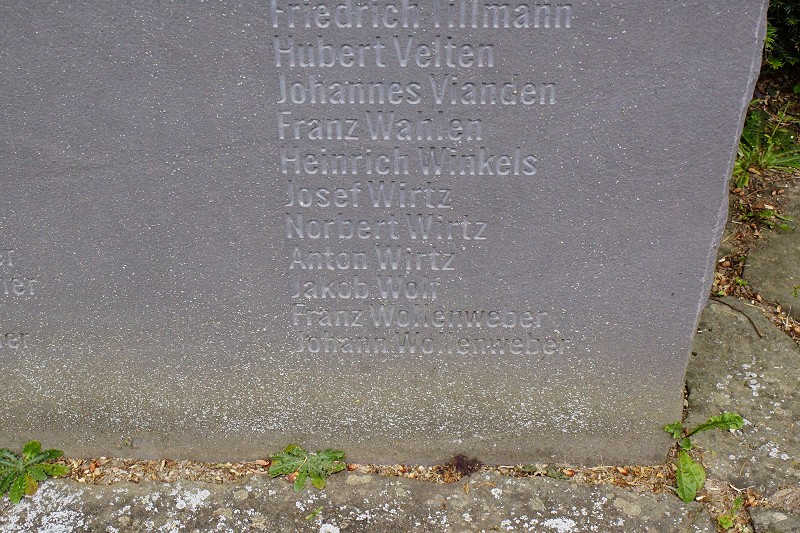 Friedrich Tillmann
Hubert Velten
Johannes Vianden
Franz Wahlen
Heinrich Winkels
Josef Wirtz
Norbert Wirtz
Anton Wirtz
Jakob Wolf
Franz Wollenweber
Johann Wollenweber